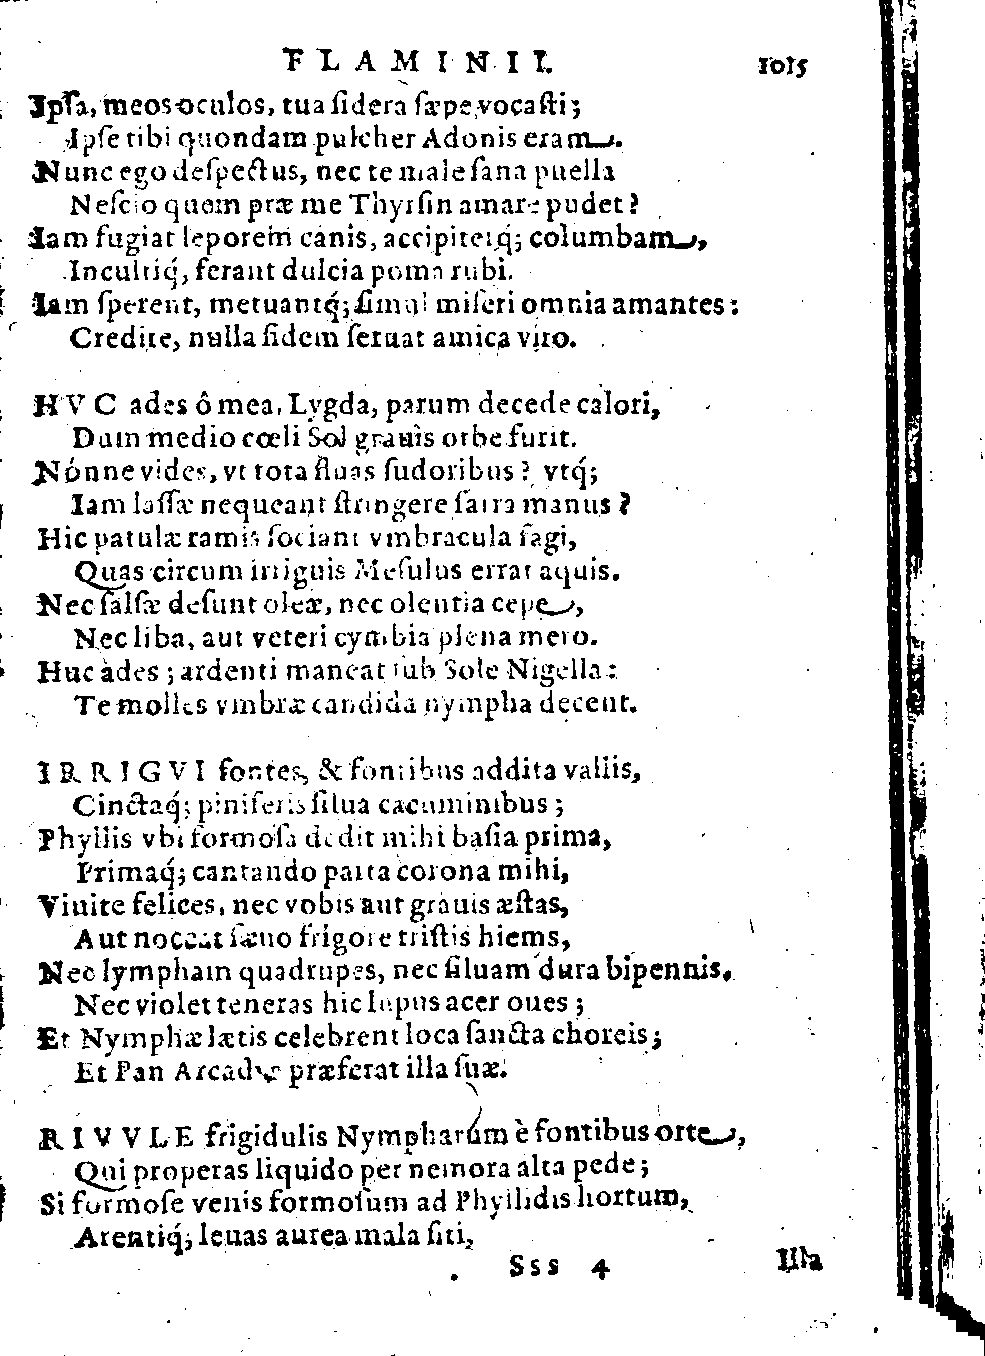 FLAMINII. 1015
Ipſa, meos oculos, tua ſidera ſæpe vocaſti;
Ipſe tibi quondam pulcher Adonis eram.
Nunc ego deſpectus, nec te male ſana puella
Neſcio quem præ me Thyrſin amare pudet?
Iam fugiat leporem canis, accipiterq́; columbam,
Incultiq́, ferant dulcia poma rubi.
Iam ſperent, metuantq́; ſimul miſeri omnia amantes:
Credite, nulla fidem ſeruat amica viro.
HVC ades ô mea, Lygda, parum decede calori,
Dum medio cœli Sol grauis orbe furit.
Nónne vides, vt tota fluas ſudoribus? vtq́;
Iam laſſæ nequeant ſtringere farra manus?
Hic patulæ ramis ſociant vmbracula fagi,
Quas circum irriguis Meſulus errat aquis.
Nec ſalſæ deſunt oleæ, nec olentia cepe,
Nec liba, aut veteri cymbia plena mero.
Huc ades; ardenti maneat ſub Sole Nigella:
Te molles vmbræ candida nympha decent.
IRRIGVI fontes, & fontibus addita vallis,
Cinctaq́; piniferis ſilua cacuminibus;
Phyllis vbi formoſa dedit mihi baſia prima,
Primaq́; cantando parta corona mihi,
Viuite felices, nec vobis aut grauis æſtas,
Aut noceat ſæuo frigore triſtis hiems,
Nec lympham quadrupes, nec ſiluam dura bipennis,
Nec violet teneras hic lupus acer oues;
Et Nymphæ lætis celebrent loca ſancta choreis;
Et Pan Arcadiæ præferat illa ſuæ.
RIVVLE frigidulis Nympharúm è fontibus orte,
Qui properas liquido per nemora alta pede;
Si formoſe venis formoſum ad Phyllidis hortum,
Arentiq́; leuas aurea mala ſiti,
Sss 4 Illa